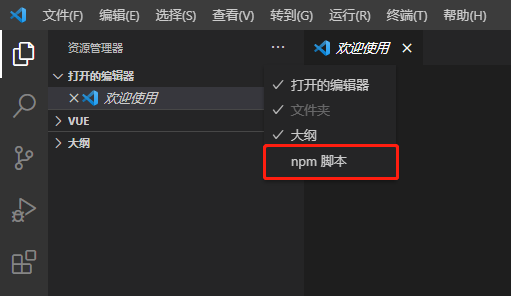 文件(F) 编辑(E) 选择(S) 查看(V) 转到(G) 运行(R) 终端(T) 帮助(H)
资源管理器 ···
欢迎使用
打开的编辑器
欢迎使用
VUE
大纲
打开的编辑器
文件夹
大纲
npm 脚本